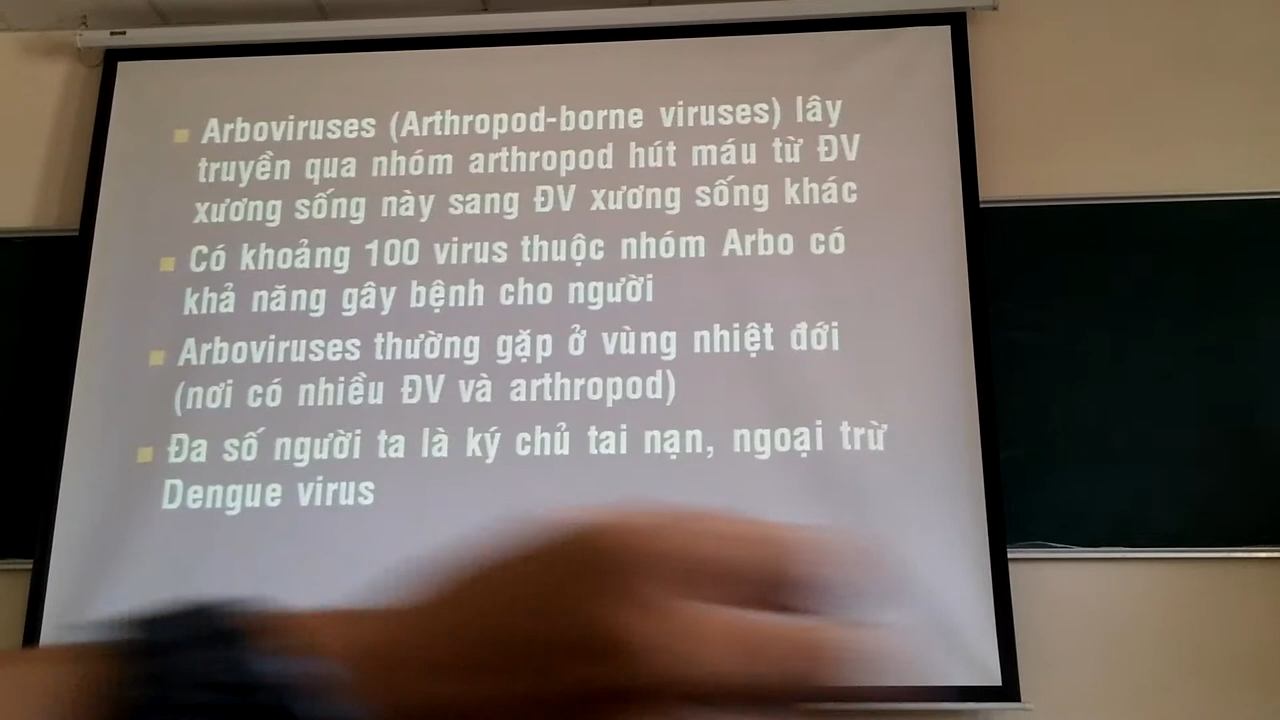 Arboviruses (Arthropod-borne viruses) lây
truyền qua nhóm arthropod hút máu từ ĐV
xương sống này sang ĐV xương sống khác
Có khoảng 100 virus thuộc nhóm Arbo có
khả năng gây bệnh cho người
Arboviruses thường gặp ở vùng nhiệt đới
(nơi có nhiều ĐV và arthropod)
Đa số người ta là ký chủ tai nạn, ngoại trừ
Dengue virus